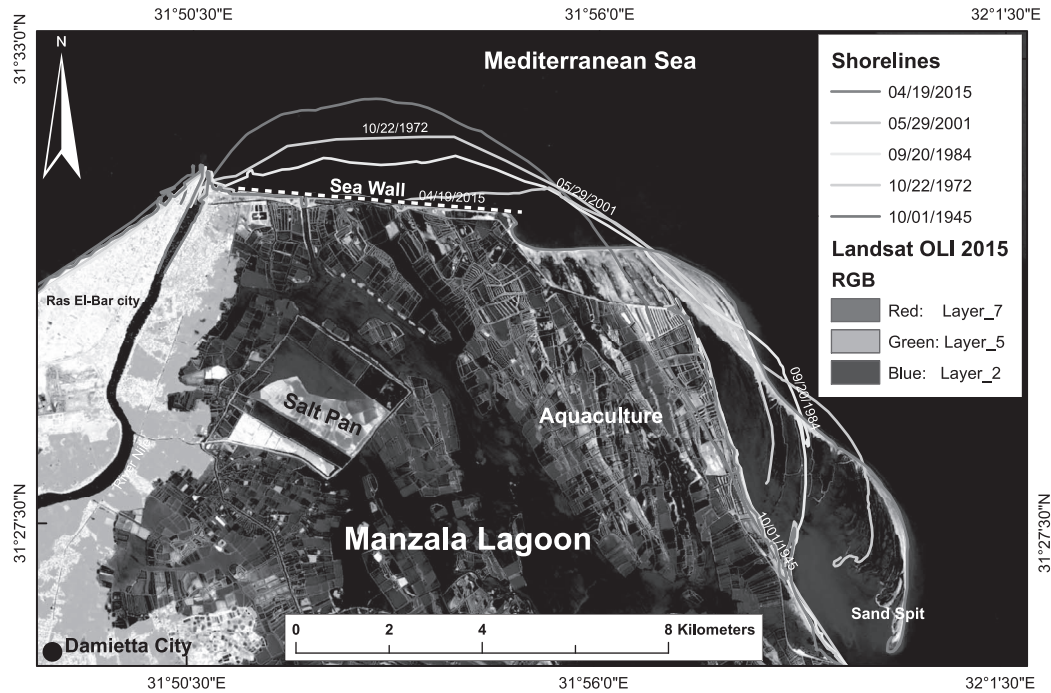 31°50'30"E
31°56'0"E
32°1'30"E
31°33'0"N
N
Mediterranean Sea
Shorelines
04/19/2015
05/29/2001
09/20/1984
10/22/1972
10/01/1945
Landsat OLI 2015
RGB
Red: Layer_7
Green: Layer_5
Blue: Layer_2
10/22/1972
Sea Wall
04/19/2015
05/29/2001
Ras El-Bar city
Salt Pan
Aquaculture
09/20/1984
River Nile
31°27'30"N
31°27'30"N
Manzala Lagoon
10/01/1945
Sand Spit
Damietta City
0 2 4 8 Kilometers
31°50'30"E
31°56'0"E
32°1'30"E